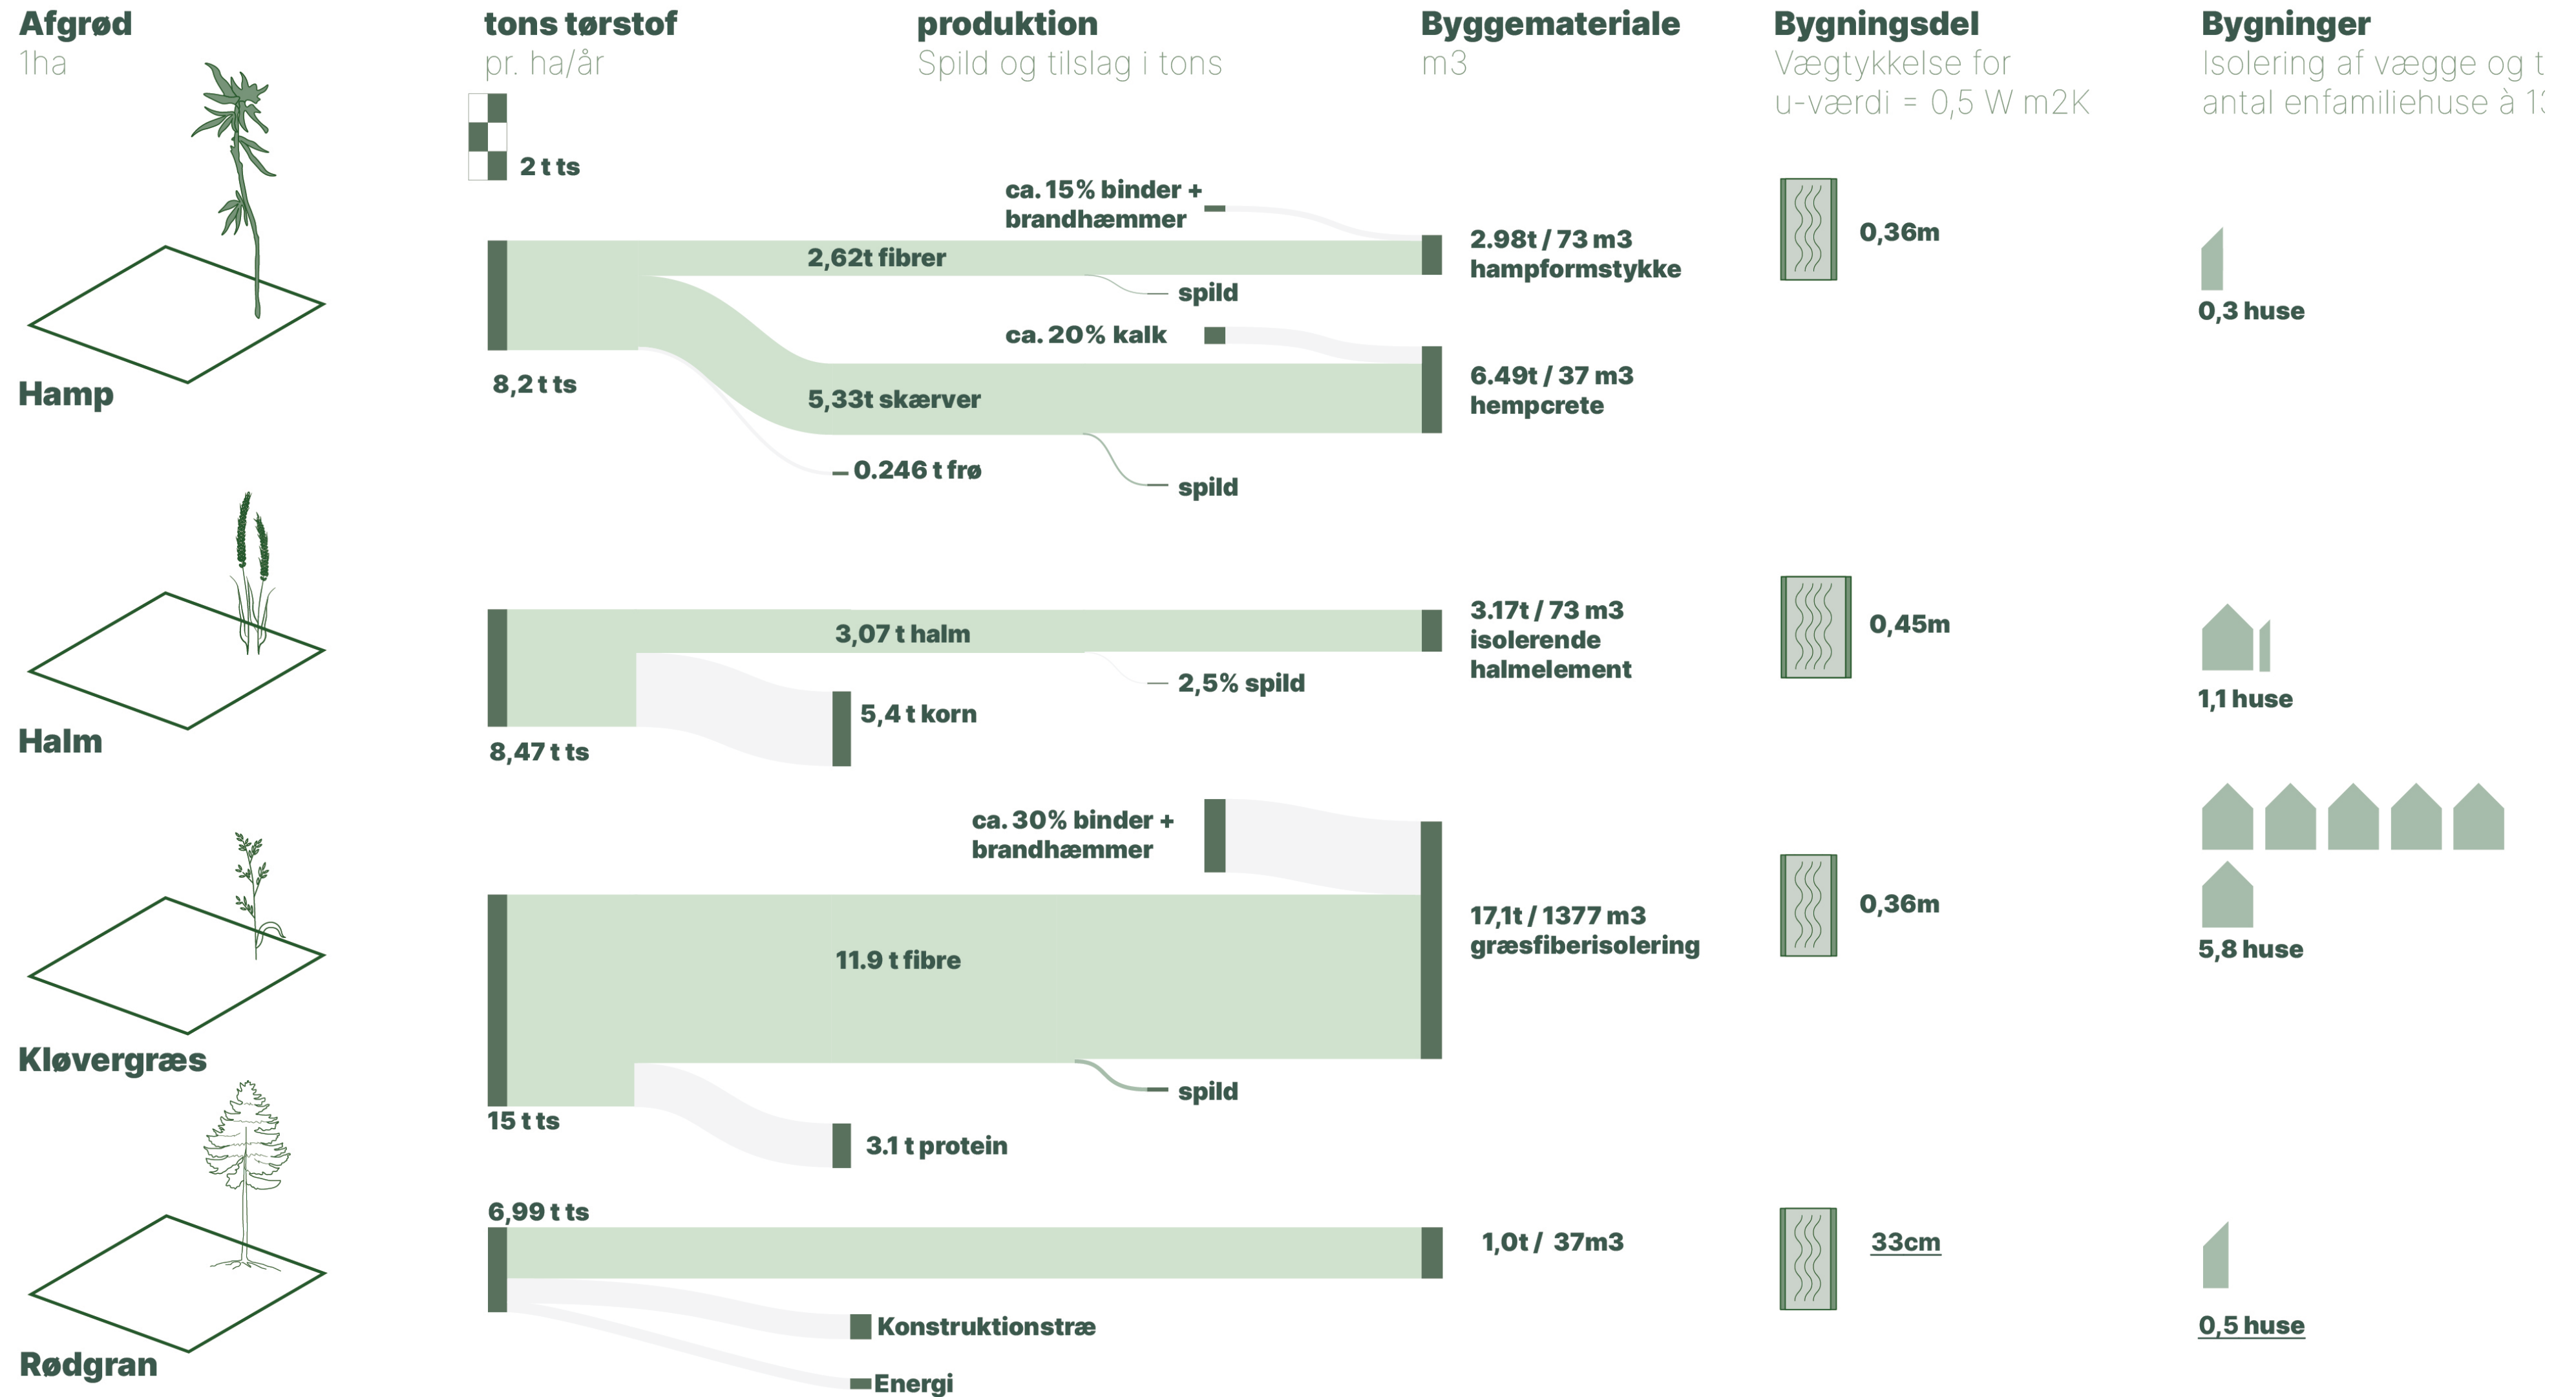 Afgrød
1ha
tons tørstof
pr. ha/år
produktion
Spild og tilslag i tons
Byggemateriale
m3
Bygningsdel
Vægtykkelse for
u-værdi = 0,5 W m2K
Bygninger
Isolering af vægge og t
antal enfamiliehuse à 13
2 t ts
Hamp
8,2 t ts
2,62t fibrer
ca. 15% binder +
brandhæmmer
spild
ca. 20% kalk
5,33t skærver
0.246 t frø
spild
2.98t / 73 m3
hampformstykke
6.49t / 37 m3
hempcrete
0,36m
0,3 huse
Halm
8,47 t ts
3,07 t halm
5,4 t korn
2,5% spild
3.17t / 73 m3
isolerende
halmelement
0,45m
1,1 huse
Kløvergræs
15 t ts
11.9 t fibre
ca. 30% binder +
brandhæmmer
spild
3.1 t protein
17,1t / 1377 m3
græsfiberisolering
0,36m
5,8 huse
Rødgran
6,99 t ts
Konstruktionstræ
Energi
1,0t / 37m3
33cm
0,5 huse